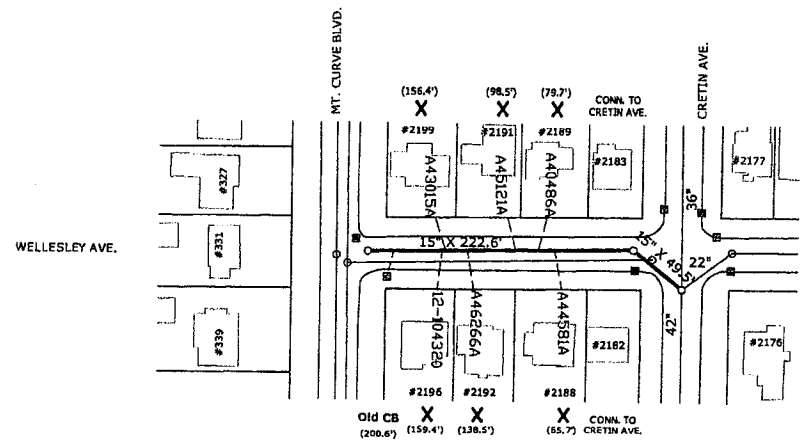 MT. CURVE BLVD.
CRETIN AVE.
(156.4')
(98.5')
(79.7')
X
X
X
CONN. TO
CRETIN AVE.
#2199
#2191
#2189
#2183
#2177
#327
A43015A
A45121A
A40486A
36"
WELLESLEY AVE.
#331
15" X 222.6'
15" X 49.5'
22"
#339
12-104320
A46266A
A44581A
42"
#2182
#2176
#2196
#2192
#2188
Old CB
(200.6')
X
(159.4')
X
(138.5')
X
(65.7')
CONN. TO
CRETIN AVE.